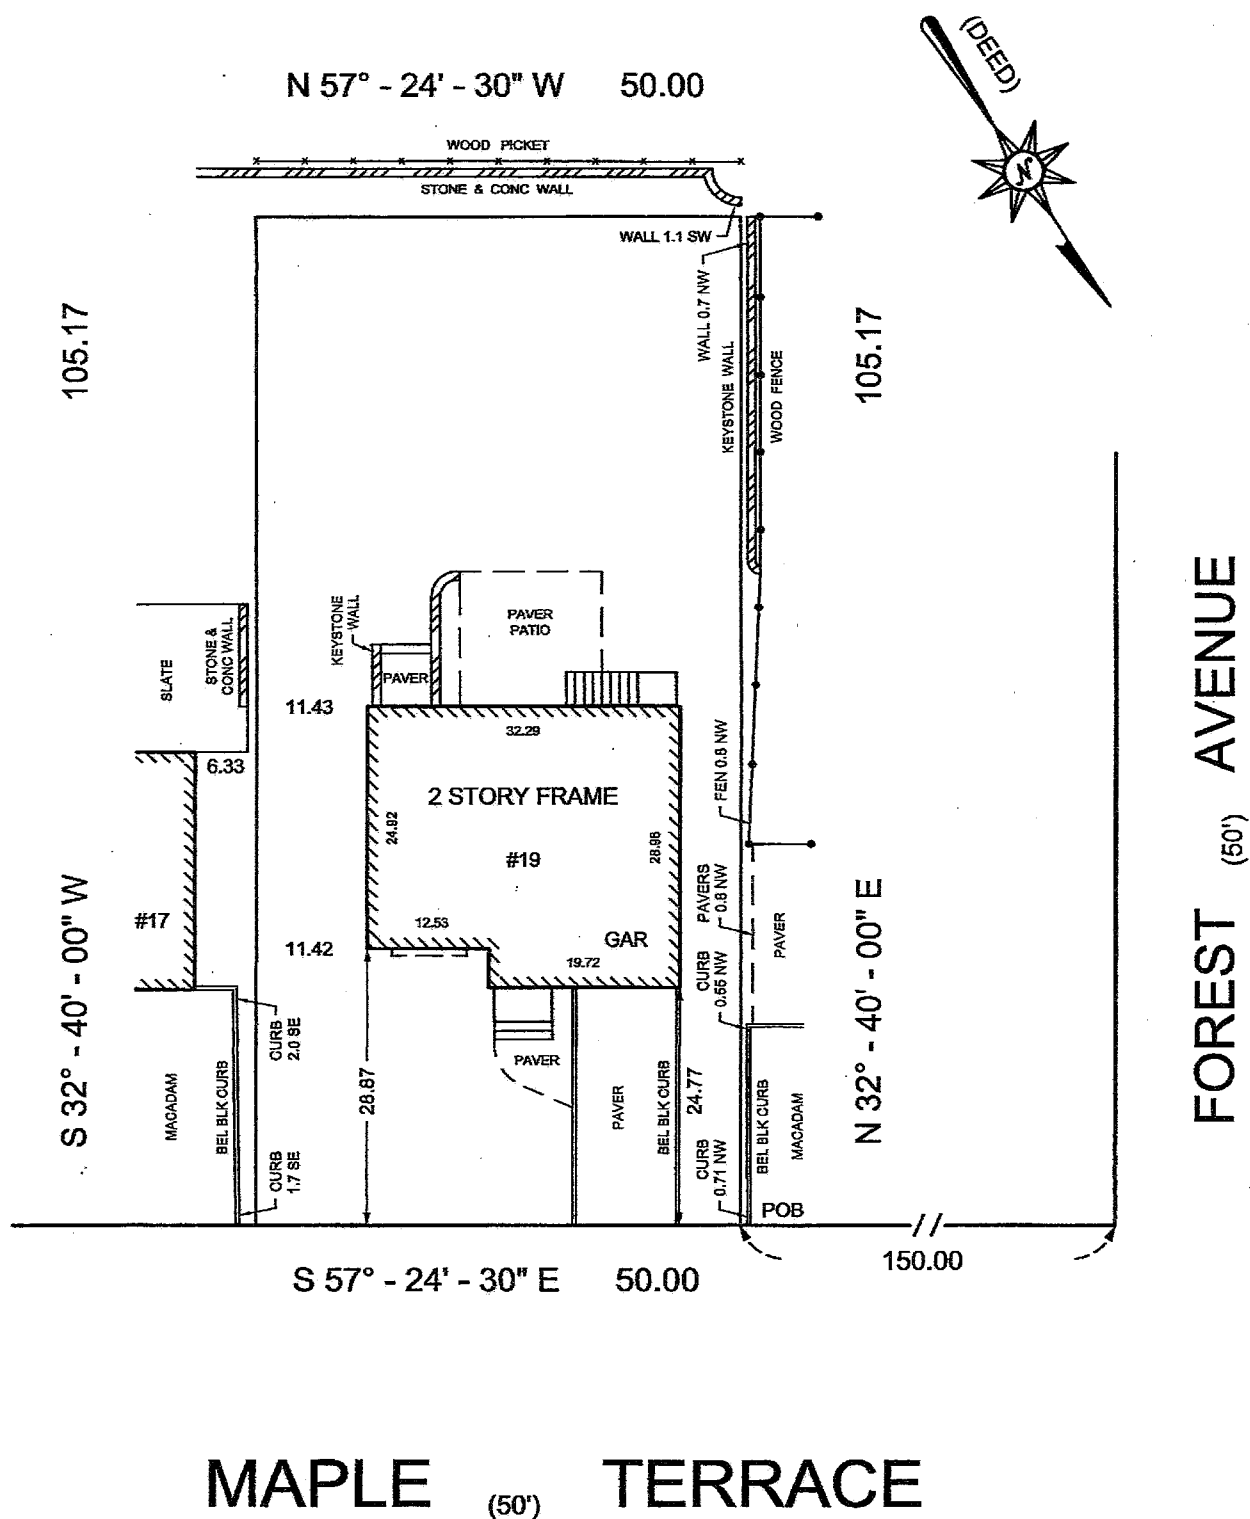 (DEED)
N
N 57° - 24' - 30" W 50.00
WOOD PICKET
STONE & CONC WALL
WALL 1.1 SW
WALL 0.7 NW
KEYSTONE WALL
WOOD FENCE
105.17
105.17
KEYSTONE
WALL
PAVER
PATIO
PAVER
STONE &
CONC WALL
SLATE
11.43
32.29
6.33
2 STORY FRAME
24.92
28.96
#19
FEN 0.6 NW
#17
12.53
11.42
GAR
19.72
PAVERS
0.8 NW
PAVER
CURB
0.55 NW
S 32° - 40' - 00" W
N 32° - 40' - 00" E
CURB
2.0 SE
PAVER
MACADAM
BEL BLK CURB
28.87
PAVER
BEL BLK CURB
24.77
BEL BLK CURB
MACADAM
CURB
1.7 SE
CURB
0.71 NW
POB
150.00
S 57° - 24' - 30" E 50.00
FOREST (50') AVENUE
MAPLE (50') TERRACE